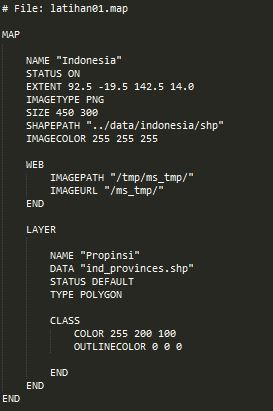 # File: latihan01.map
MAP
NAME "Indonesia"
STATUS ON
EXTENT 92.5 -19.5 142.5 14.0
IMAGETYPE PNG
SIZE 450 300
SHAPEPATH "../data/indonesia/shp"
IMAGECOLOR 255 255 255
WEB
IMAGEPATH "/tmp/ms_tmp/"
IMAGEURL "/ms_tmp/"
END
LAYER
NAME "Propinsi"
DATA "ind_provinces.shp"
STATUS DEFAULT
TYPE POLYGON
CLASS
COLOR 255 200 100
OUTLINECOLOR 0 0 0
END
END
END